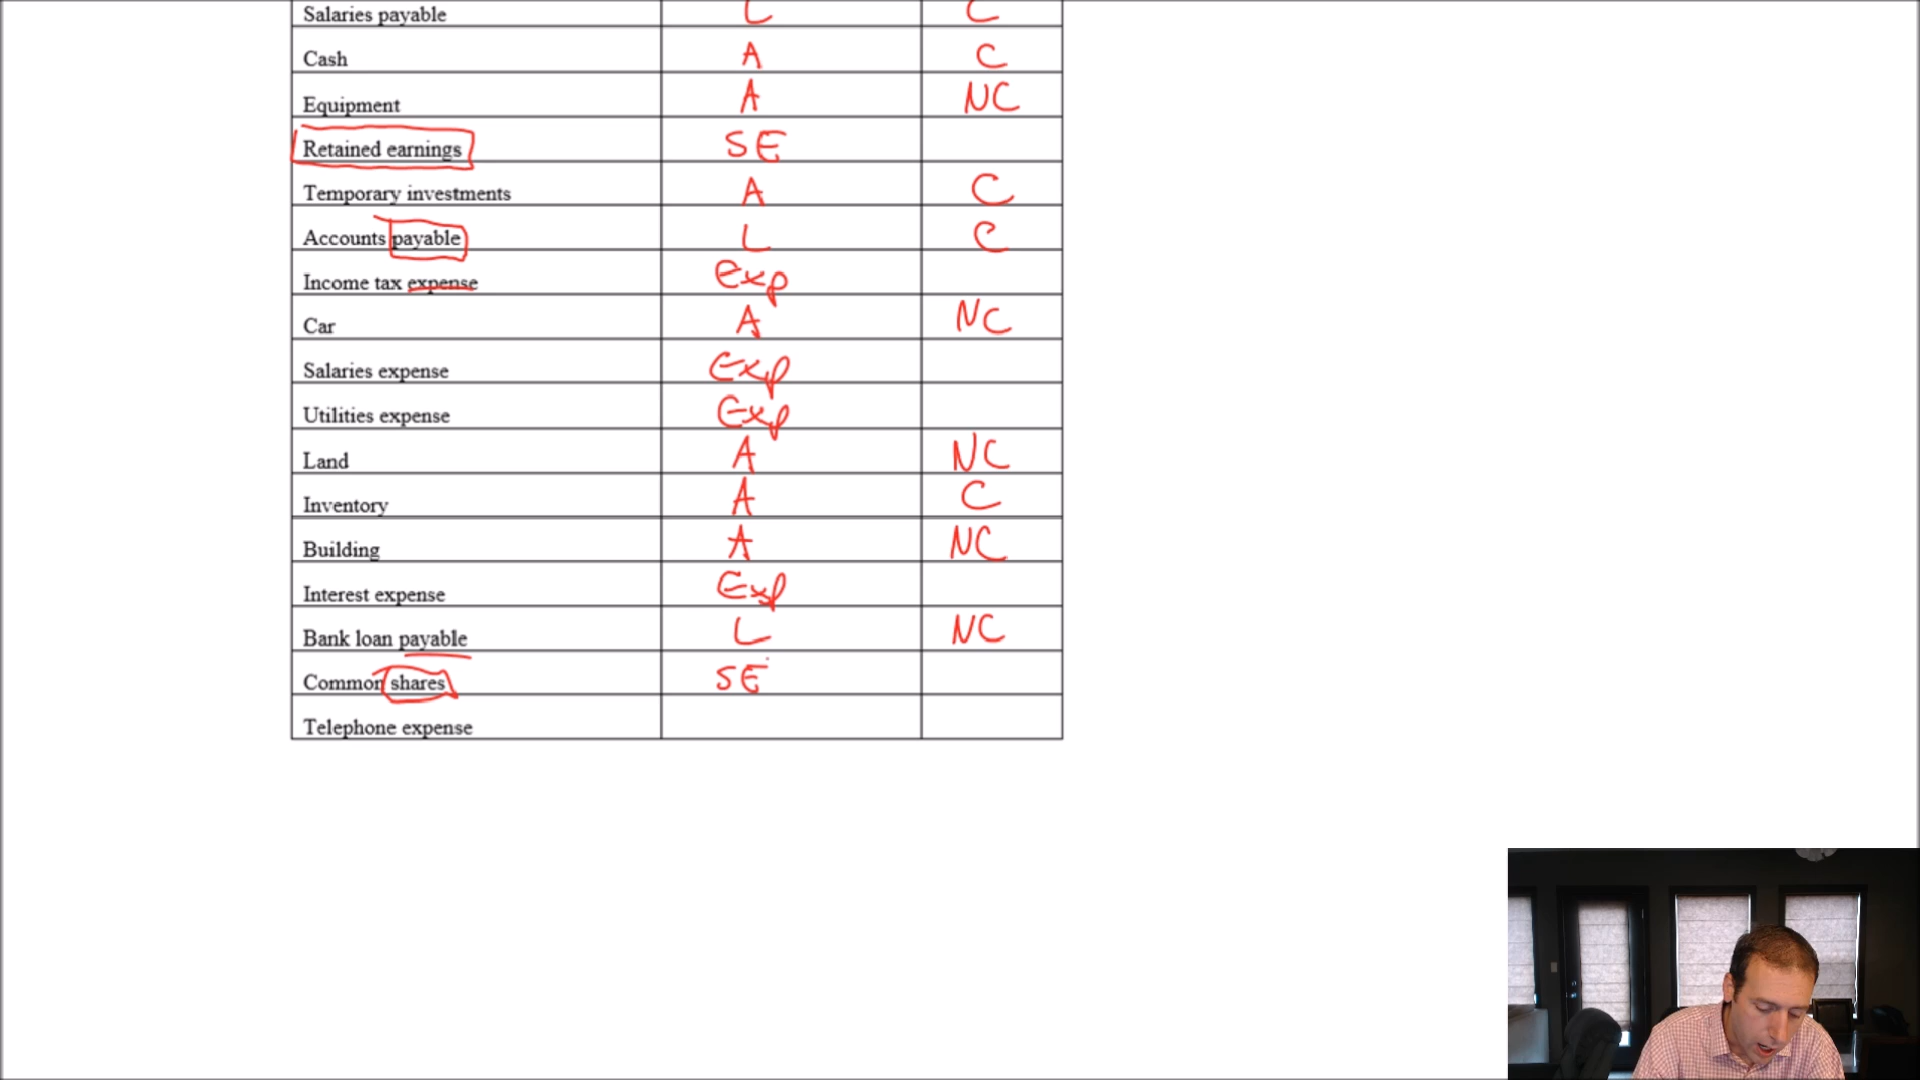 Salaries payable L C
Cash A C
Equipment A NC
Retained earnings SE
Temporary investments A C
Accounts payable L C
Income tax expense Exp
Car A NC
Salaries expense Exp
Utilities expense Exp
Land A NC
Inventory A C
Building A NC
Interest expense Exp
Bank loan payable L NC
Common shares SE
Telephone expense